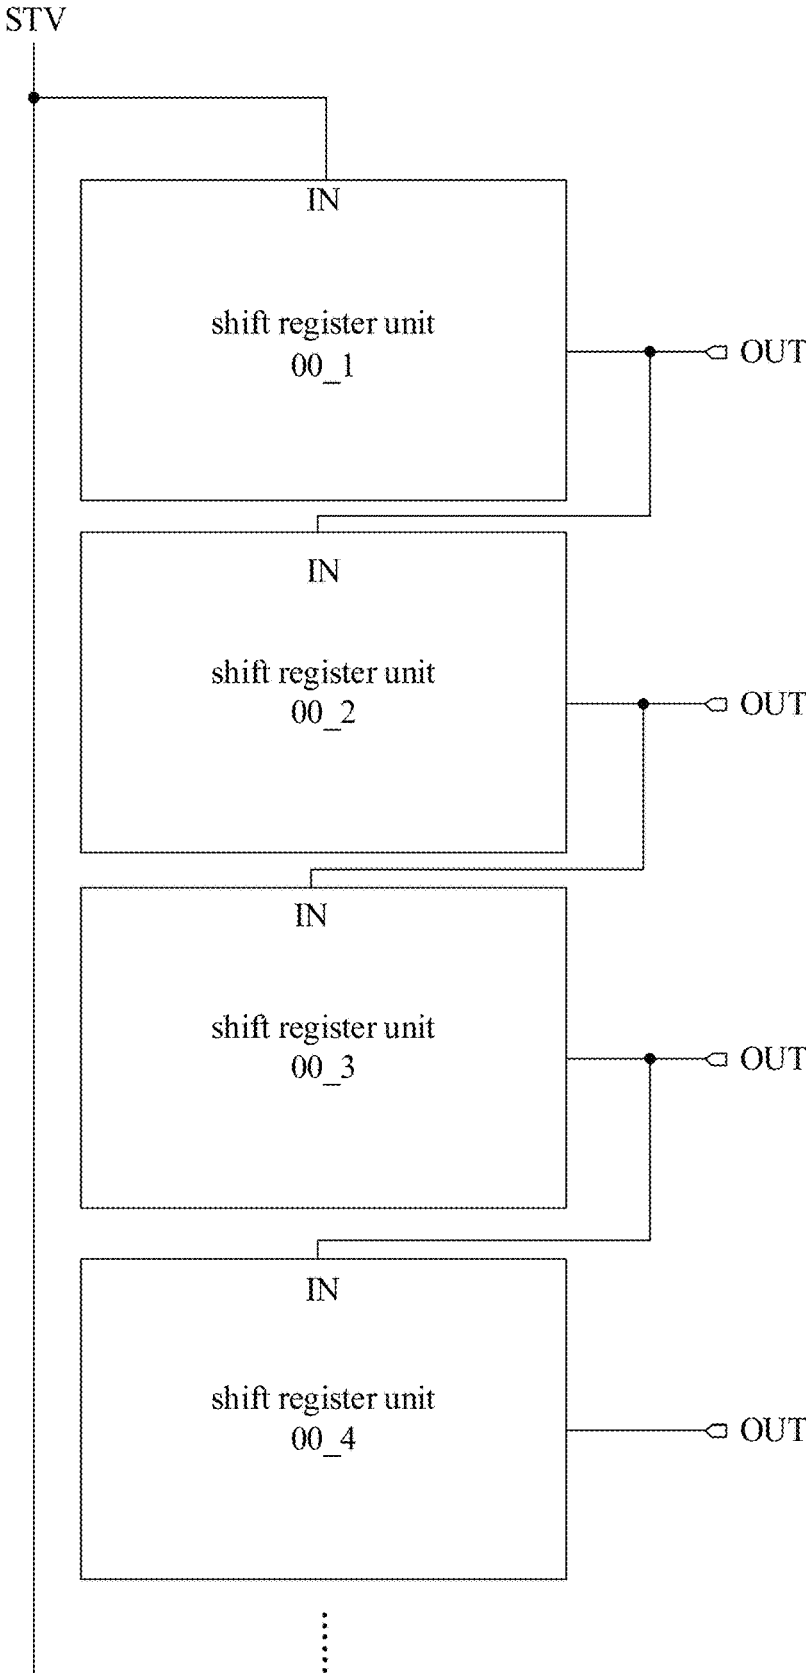 STV
IN
shift register unit
00_1
OUT
IN
shift register unit
00_2
OUT
IN
shift register unit
00_3
OUT
IN
shift register unit
00_4
OUT